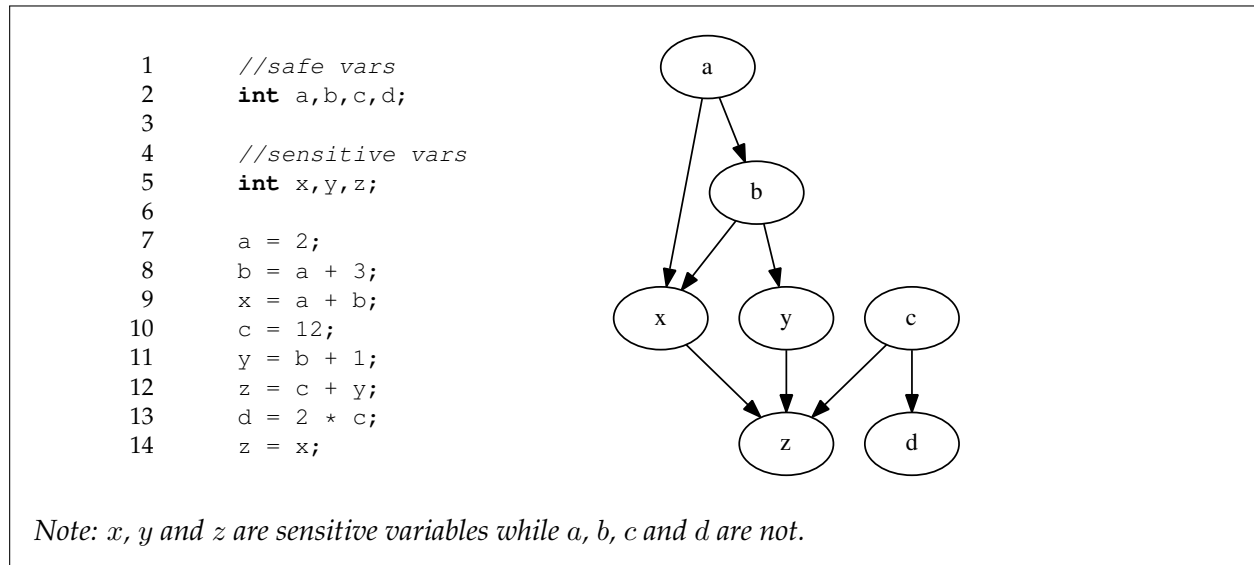 1 //safe vars
2 int a,b,c,d;
3
4 //sensitive vars
5 int x,y,z;
6
7 a = 2;
8 b = a + 3;
9 x = a + b;
10 c = 12;
11 y = b + 1;
12 z = c + y;
13 d = 2 * c;
14 z = x;
a
b
x y c
z d
Note: x, y and z are sensitive variables while a, b, c and d are not.